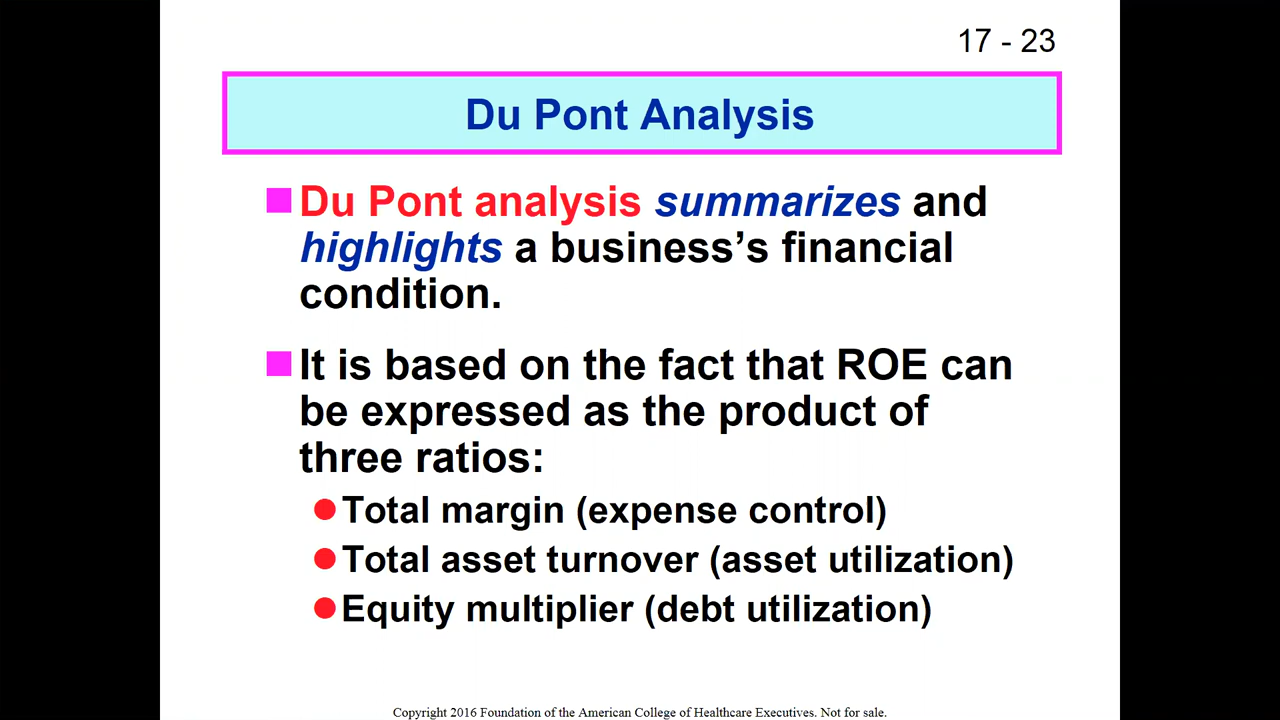 17 - 23
Du Pont Analysis
Du Pont analysis summarizes and
highlights a business’s financial
condition.
It is based on the fact that ROE can
be expressed as the product of
three ratios:
Total margin (expense control)
Total asset turnover (asset utilization)
Equity multiplier (debt utilization)
Copyright 2016 Foundation of the American College of Healthcare Executives. Not for sale.